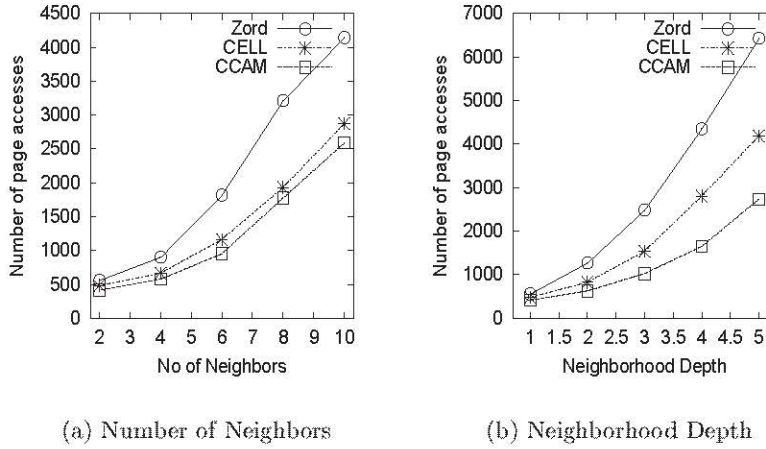 4500
4000
3500
3000
2500
2000
1500
1000
500
0
Number of page accesses
Zord
CELL
CCAM
2 3 4 5 6 7 8 9 10
No of Neighbors
(a) Number of Neighbors
7000
6000
5000
4000
3000
2000
1000
0
Number of page accesses
Zord
CELL
CCAM
1 1.5 2 2.5 3 3.5 4 4.5 5
Neighborhood Depth
(b) Neighborhood Depth